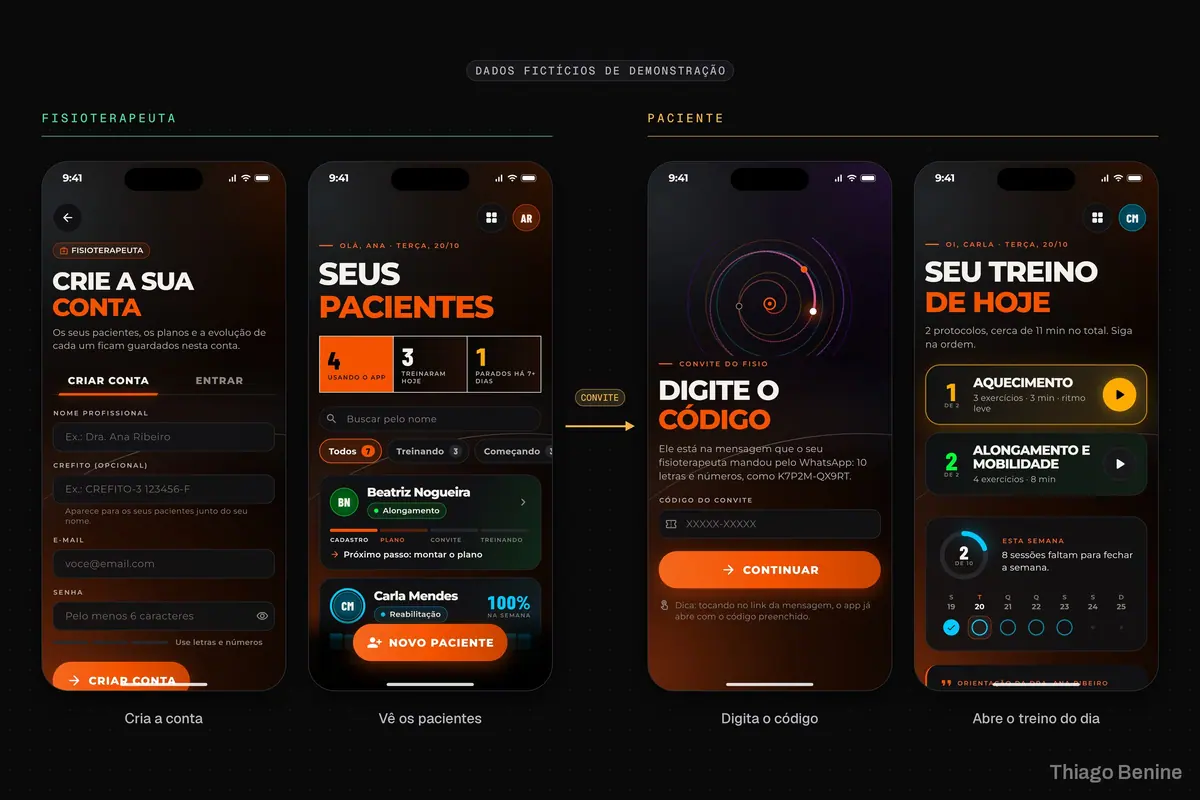 DADOS FICTÍCIOS DE DEMONSTRAÇÃO
FISIOTERAPEUTA
9:41
FISIOTERAPEUTA
CRIE A SUA
CONTA
Os seus pacientes, os planos e a evolução de
cada um ficam guardados nesta conta.
CRIAR CONTA
ENTRAR
NOME PROFISSIONAL
Ex.: Dra. Ana Ribeiro
CREFITO (OPCIONAL)
Ex.: CREFITO-3 123456-F
Aparece para os seus pacientes junto do seu
nome.
E-MAIL
voce@email.com
SENHA
Pelo menos 6 caracteres
Use letras e números
CRIAR CONTA
Cria a conta
9:41
AR
OLÁ, ANA · TERÇA, 20/10
SEUS
PACIENTES
4
USANDO O APP
3
TREINARAM
HOJE
1
PARADOS HÁ 7+
DIAS
Buscar pelo nome
Todos 7
Treinando 3
Começando
BN
Beatriz Nogueira
Alongamento
CADASTRO PLANO CONVITE TREINANDO
Próximo passo: montar o plano
CM
Carla Mendes
Reabilitação
100%
NA SEMANA
NOVO PACIENTE
Vê os pacientes
CONVITE
PACIENTE
9:41
CONVITE DO FISIO
DIGITE O
CÓDIGO
Ele está na mensagem que o seu
fisioterapeuta mandou pelo WhatsApp: 10
letras e números, como K7P2M-QX9RT.
CÓDIGO DO CONVITE
XXXXX-XXXXX
CONTINUAR
Dica: tocando no link da mensagem, o app já
abre com o código preenchido.
Digita o código
9:41
CM
OI, CARLA · TERÇA, 20/10
SEU TREINO
DE HOJE
2 protocolos, cerca de 11 min no total. Siga
na ordem.
1
DE 2
AQUECIMENTO
3 exercícios · 3 min · ritmo
leve
2
DE 2
ALONGAMENTO E
MOBILIDADE
4 exercícios · 8 min
2
DE 10
ESTA SEMANA
8 sessões faltam para fechar
a semana.
S T Q Q S S D
19 20 21 22 23 24 25
ORIENTAÇÃO DA DRA. ANA RIBEIRO
Abre o treino do dia
Thiago Benine